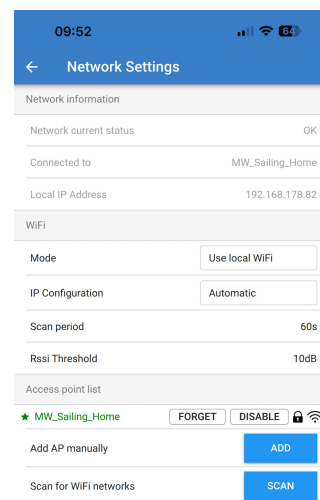 09:52 64
Network Settings
Network information
Network current status OK
Connected to MW_Sailing_Home
Local IP Address 192.168.178.82
WiFi
Mode Use local WiFi
IP Configuration Automatic
Scan period 60s
Rssi Threshold 10dB
Access point list
MW_Sailing_Home FORGET DISABLE
Add AP manually ADD
Scan for WiFi networks SCAN